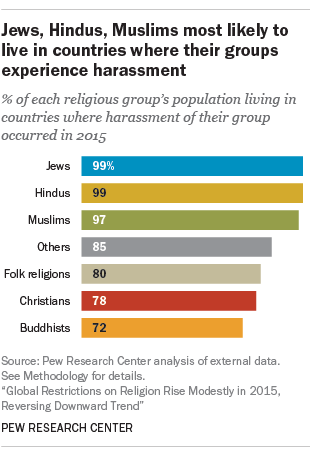 Jews, Hindus, Muslims most likely to
live in countries where their groups
experience harassment
% of each religious group's population living in
countries where harassment of their group
occurred in 2015
Jews 99%
Hindus 99
Muslims 97
Others 85
Folk religions 80
Christians 78
Buddhists 72
Source: Pew Research Center analysis of external data.
See Methodology for details.
"Global Restrictions on Religion Rise Modestly in 2015,
Reversing Downward Trend"
PEW RESEARCH CENTER